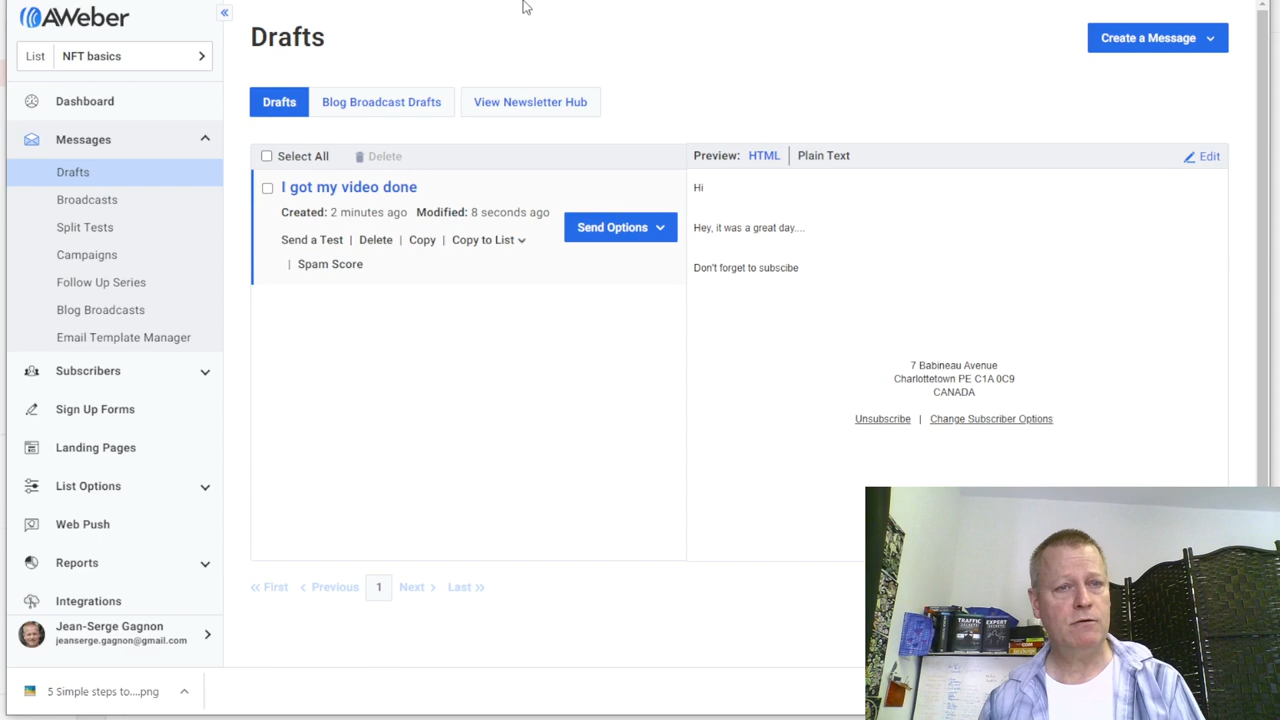 AWeber
List NFT basics
Dashboard
Messages
Drafts
Broadcasts
Split Tests
Campaigns
Follow Up Series
Blog Broadcasts
Email Template Manager
Subscribers
Sign Up Forms
Landing Pages
List Options
Web Push
Reports
Integrations
Jean-Serge Gagnon
jeanserge.gagnon@gmail.com
Drafts
Create a Message
Drafts Blog Broadcast Drafts View Newsletter Hub
Select All Delete
I got my video done
Created: 2 minutes ago Modified: 8 seconds ago
Send Options
Send a Test | Delete | Copy | Copy to List
| Spam Score
Preview: HTML | Plain Text Edit
Hi
Hey, it was a great day....
Don't forget to subscibe
7 Babineau Avenue
Charlottetown PE C1A 0C9
CANADA
Unsubscribe | Change Subscriber Options
« First < Previous 1 Next > Last »
5 Simple steps to....png
TRAFFIC
SECRETS
EXPERT
SECRETS